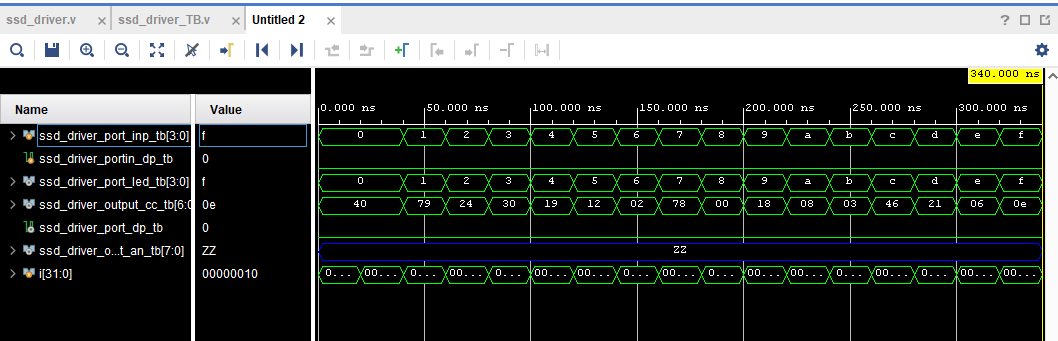 ssd_driver.v × ssd_driver_TB.v × Untitled 2 ×
?
340.000 ns
Name Value
0.000 ns 50.000 ns 100.000 ns 150.000 ns 200.000 ns 250.000 ns 300.000 ns
ssd_driver_port_inp_tb[3:0] f 0 1 2 3 4 5 6 7 8 9 a b c d e f
ssd_driver_portin_dp_tb 0
ssd_driver_port_led_tb[3:0] f 0 1 2 3 4 5 6 7 8 9 a b c d e f
ssd_driver_output_cc_tb[6:0 0e 40 79 24 30 19 12 02 78 00 18 08 03 46 21 06 0e
ssd_driver_port_dp_tb 0
ssd_driver_o...t_an_tb[7:0] ZZ ZZ
i[31:0] 00000010 0... 00... 0... 0... 00... 00... 0... 00... 0... 0... 00... 00... 0... 00... 0... 0... 00...